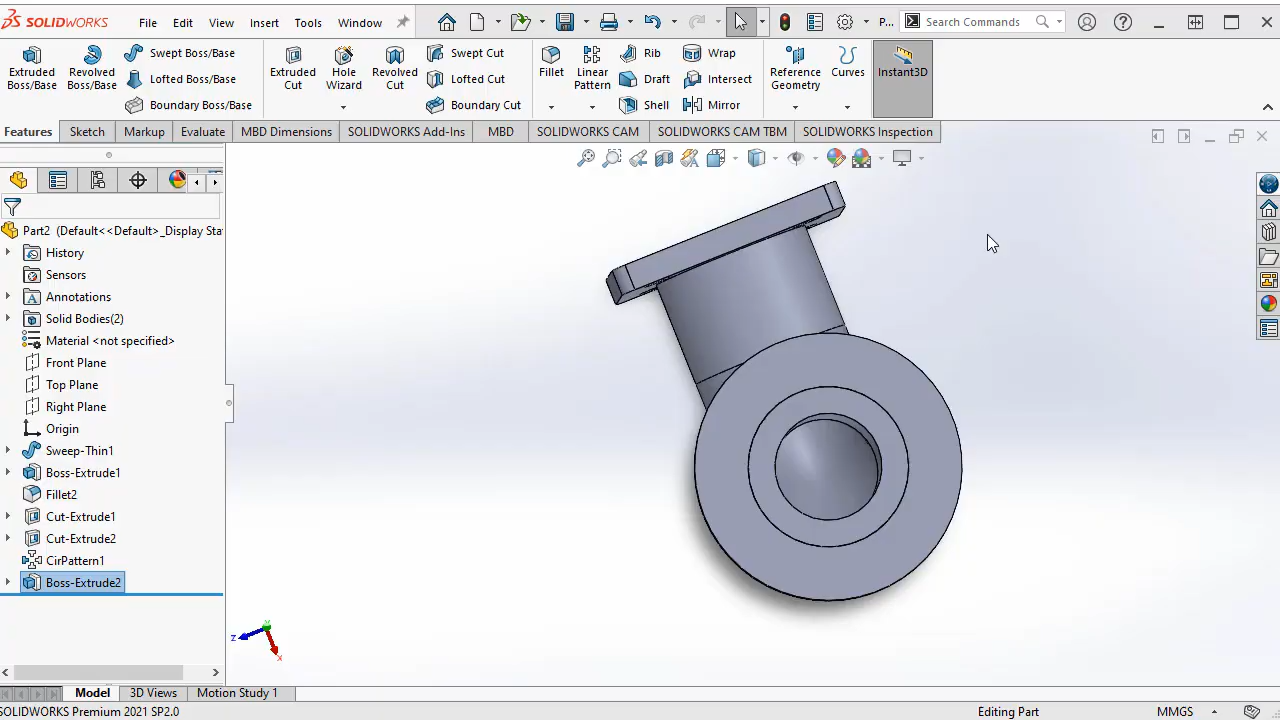 SOLIDWORKS File Edit View Insert Tools Window P... Search Commands
Extruded Boss/Base
Revolved Boss/Base
Swept Boss/Base
Lofted Boss/Base
Boundary Boss/Base
Extruded Cut
Hole Wizard
Revolved Cut
Swept Cut
Lofted Cut
Boundary Cut
Fillet
Linear Pattern
Rib
Draft
Shell
Wrap
Intersect
Mirror
Reference Geometry
Curves
Instant3D
Features Sketch Markup Evaluate MBD Dimensions SOLIDWORKS Add-Ins MBD SOLIDWORKS CAM SOLIDWORKS CAM TBM SOLIDWORKS Inspection
Part2 (Default<<Default>_Display Sta
History
Sensors
Annotations
Solid Bodies(2)
Material <not specified>
Front Plane
Top Plane
Right Plane
Origin
Sweep-Thin1
Boss-Extrude1
Fillet2
Cut-Extrude1
Cut-Extrude2
CirPattern1
Boss-Extrude2
Y
Z
X
Model 3D Views Motion Study 1
SOLIDWORKS Premium 2021 SP2.0 Editing Part MMGS